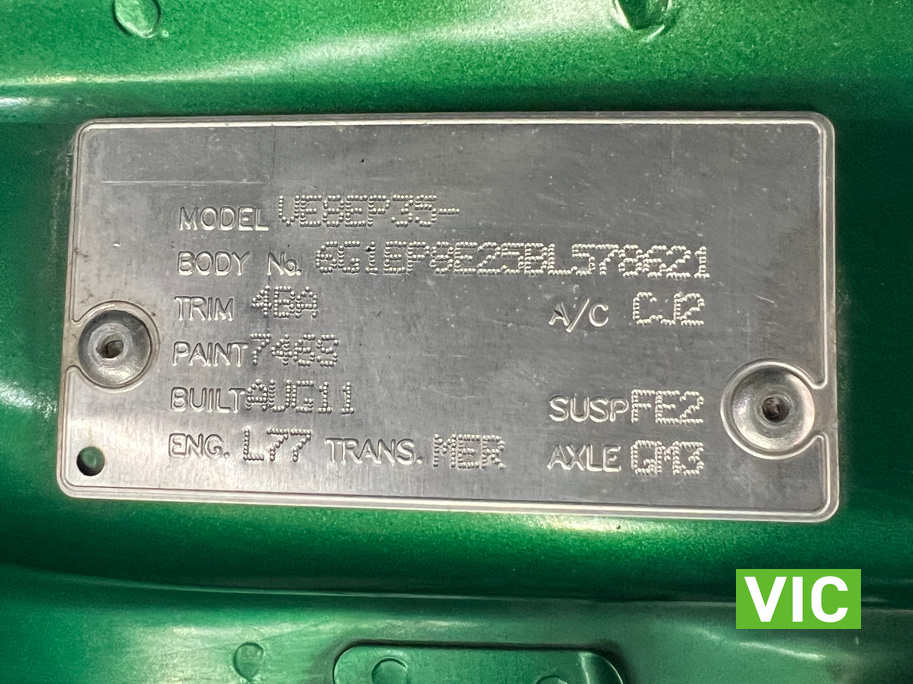 MODEL VE8EP35-
BODY No. 6G1EP8E25BL578621
TRIM 4BA A/C CJ2
PAINT 746S
BUILT AUG11 SUSP FE2
ENG. L77 TRANS. MER AXLE GM3
VIC